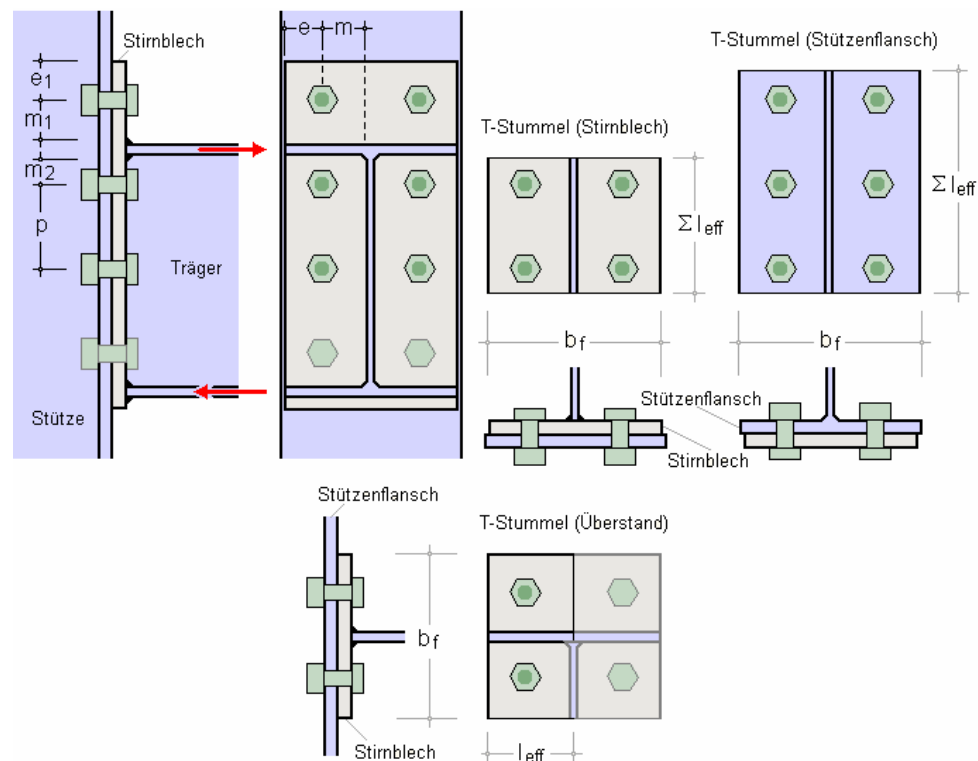 Stirnblech
e
m
e1
m1
m2
p
Träger
Stütze
T-Stummel (Stirnblech)
Σ leff
bf
T-Stummel (Stützenflansch)
Σ leff
bf
Stützenflansch
Stirnblech
Stützenflansch
bf
Stirnblech
T-Stummel (Überstand)
leff